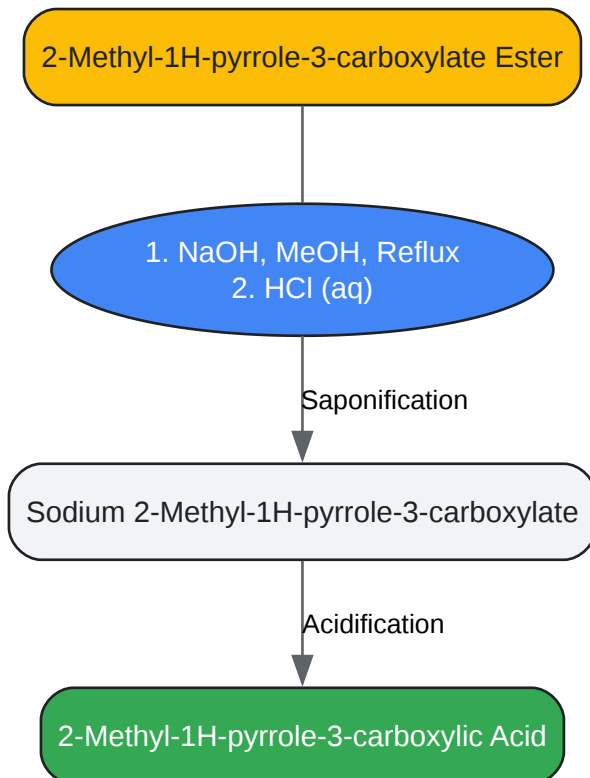 2-Methyl-1H-pyrrole-3-carboxylate Ester
1. NaOH, MeOH, Reflux
2. HCl (aq)
Saponification
Sodium 2-Methyl-1H-pyrrole-3-carboxylate
Acidification
2-Methyl-1H-pyrrole-3-carboxylic Acid